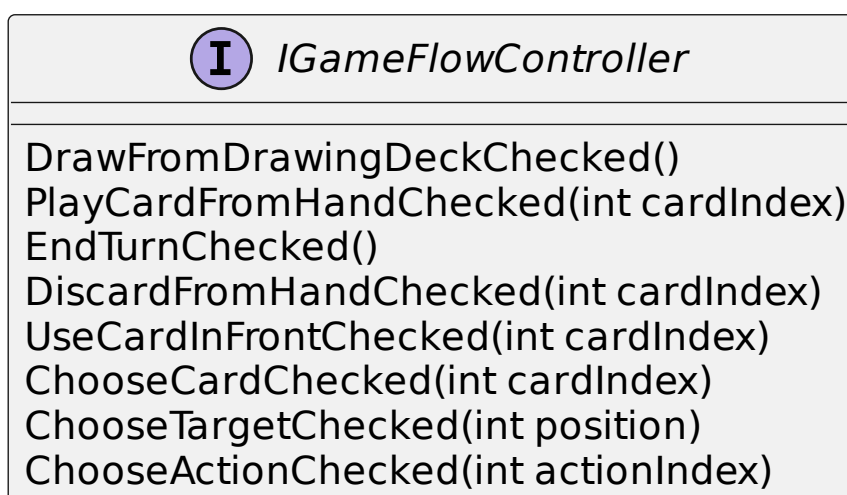 I IGameFlowController
DrawFromDrawingDeckChecked()
PlayCardFromHandChecked(int cardIndex)
EndTurnChecked()
DiscardFromHandChecked(int cardIndex)
UseCardInFrontChecked(int cardIndex)
ChooseCardChecked(int cardIndex)
ChooseTargetChecked(int position)
ChooseActionChecked(int actionIndex)